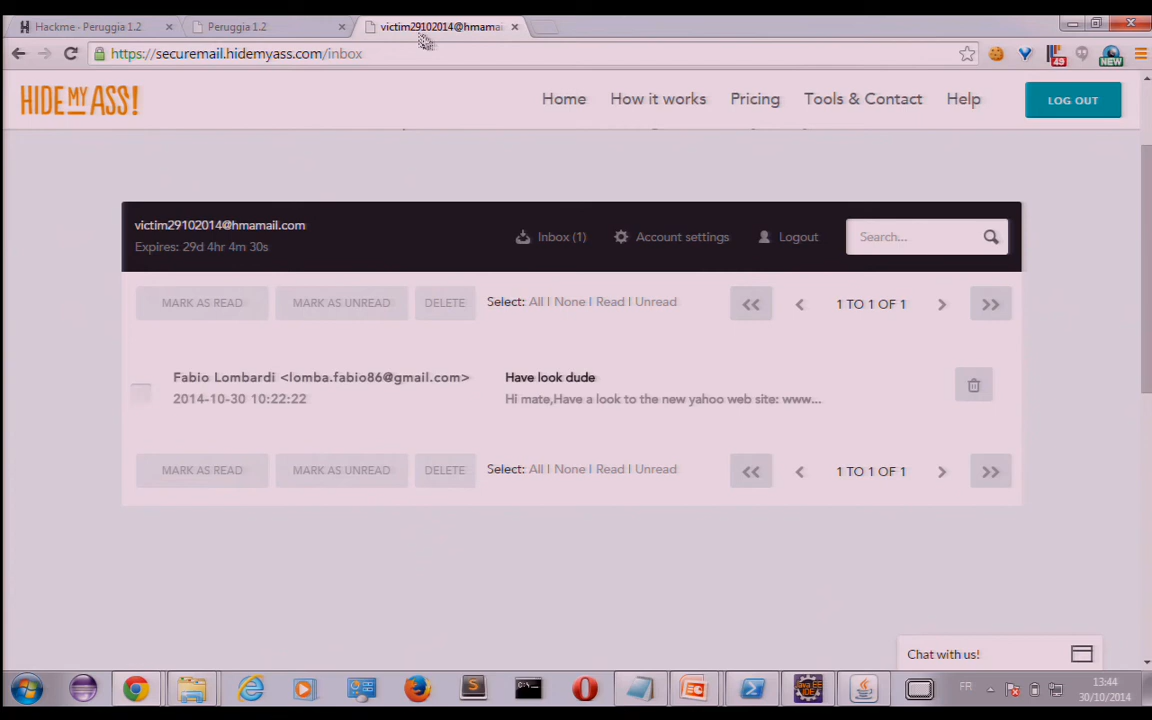 Hackme - Peruggia 1.2
Peruggia 1.2
victim29102014@hmamai
https://securemail.hidemyass.com/inbox
49
NEW
HIDE MY ASS!
Home
How it works
Pricing
Tools & Contact
Help
LOG OUT
victim29102014@hmamail.com
Expires: 29d 4hr 4m 30s
Inbox (1)
Account settings
Logout
Search...
MARK AS READ
MARK AS UNREAD
DELETE
Select: All | None | Read | Unread
<<
<
1 TO 1 OF 1
>
>>
Fabio Lombardi <lomba.fabio86@gmail.com>
Have look dude
2014-10-30 10:22:22
Hi mate,Have a look to the new yahoo web site: www...
MARK AS READ
MARK AS UNREAD
DELETE
Select: All | None | Read | Unread
<<
<
1 TO 1 OF 1
>
>>
Chat with us!
FR
13:44
30/10/2014